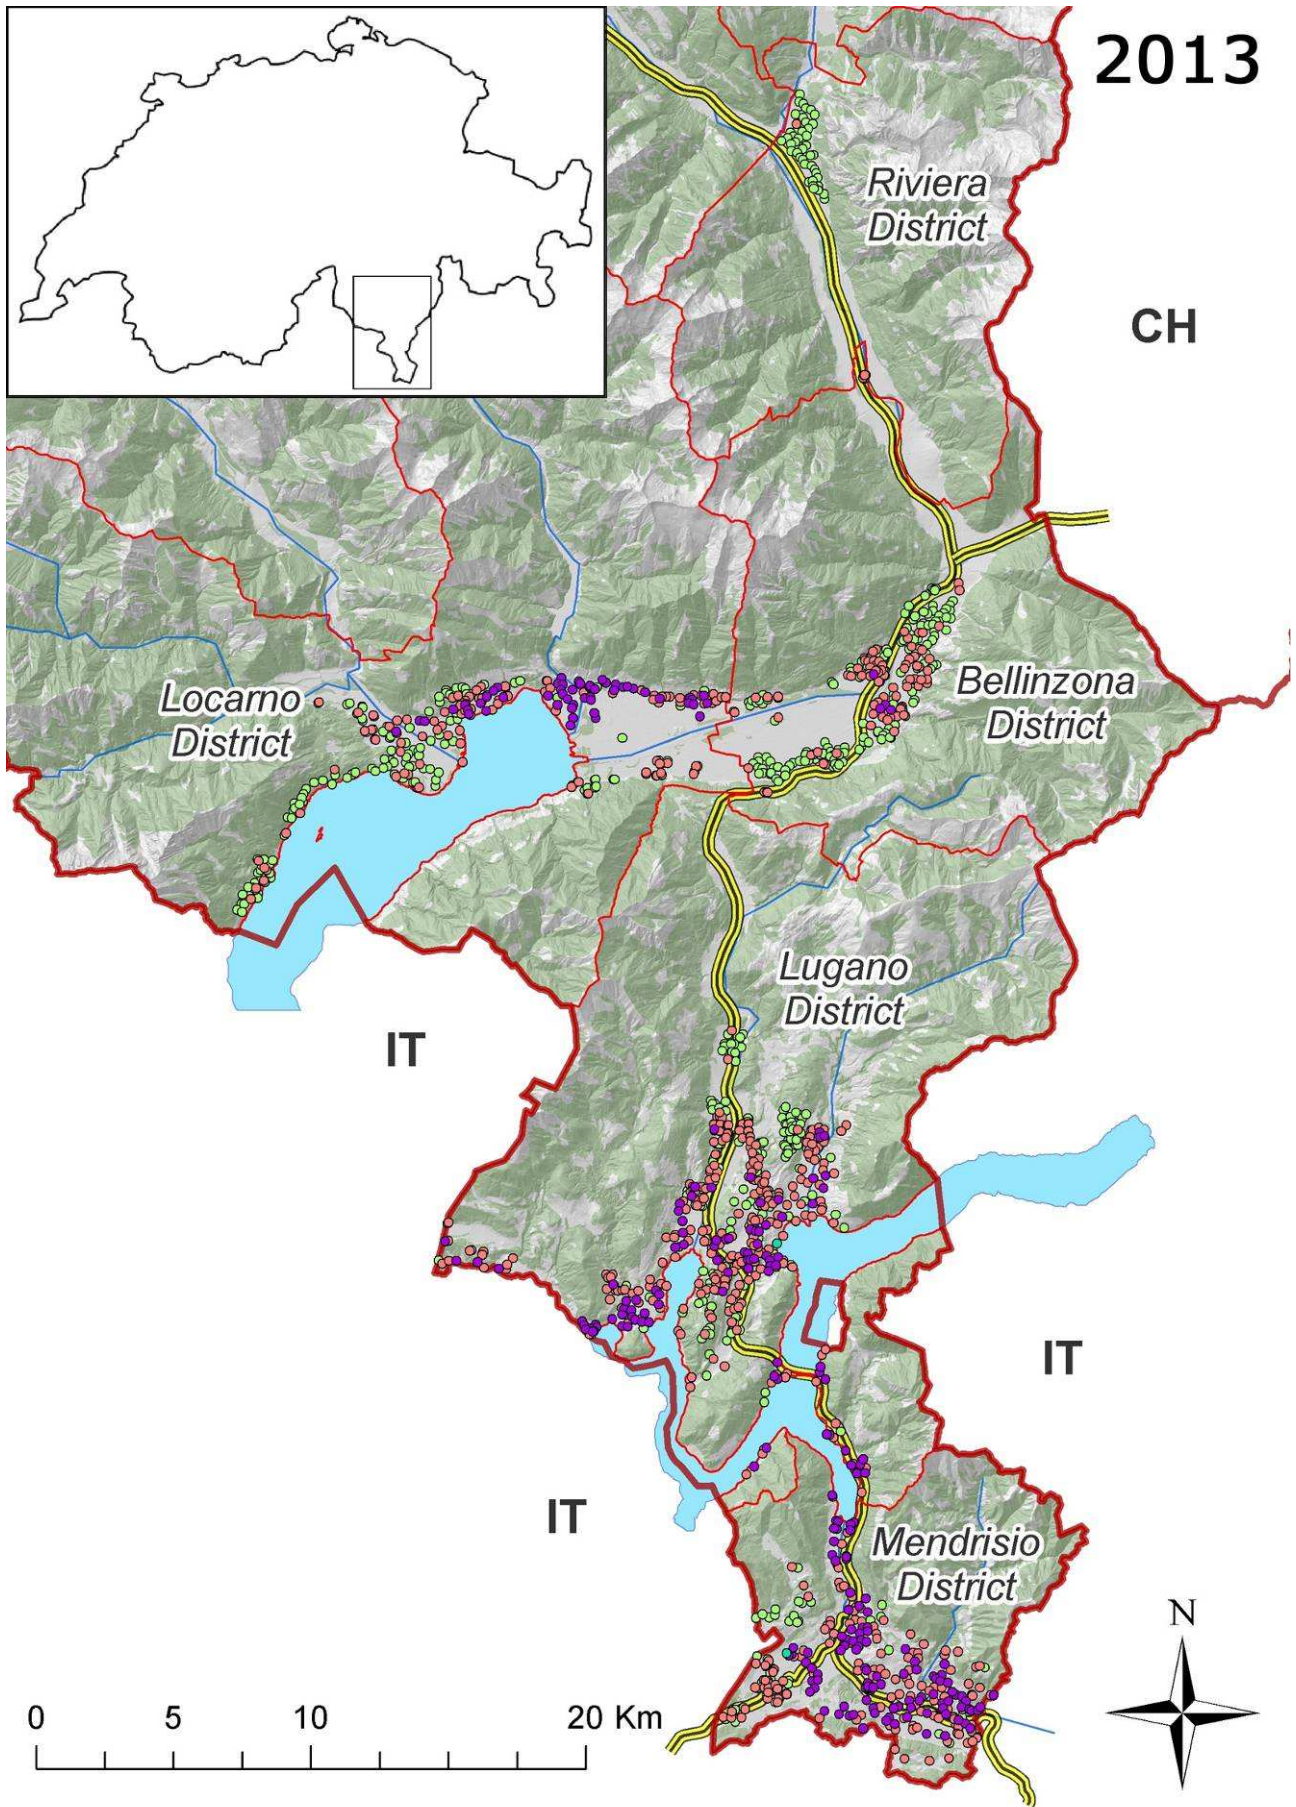 2013
Riviera
District
CH
Locarno
District
Bellinzona
District
Lugano
District
IT
IT
IT
Mendrisio
District
N
0 5 10 20 Km